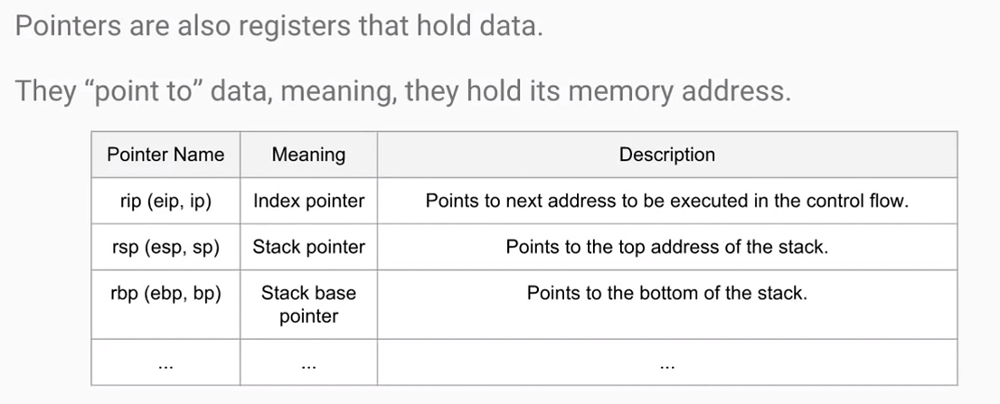 Pointers are also registers that hold data.
They “point to” data, meaning, they hold its memory address.
Pointer Name Meaning Description
rip (eip, ip) Index pointer Points to next address to be executed in the control flow.
rsp (esp, sp) Stack pointer Points to the top address of the stack.
rbp (ebp, bp) Stack base Points to the bottom of the stack.
pointer
... ... ...